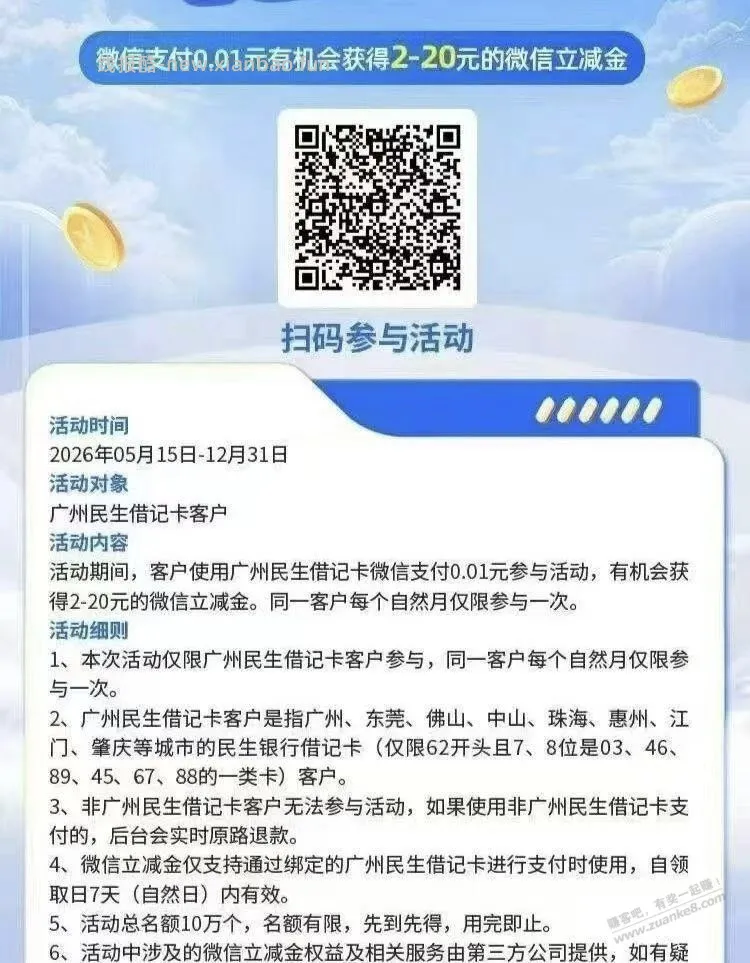 微信支付0.01元有机会获得2-20元的微信立减金
扫码参与活动
活动时间
2026年05月15日-12月31日
活动对象
广州民生借记卡客户
活动内容
活动期间，客户使用广州民生借记卡微信支付0.01元参与活动，有机会获
得2-20元的微信立减金。同一客户每个自然月仅限参与一次。
活动细则
1、本次活动仅限广州民生借记卡客户参与，同一客户每个自然月仅限参
与一次。
2、广州民生借记卡客户是指广州、东莞、佛山、中山、珠海、惠州、江
门、肇庆等城市的民生银行借记卡（仅限62开头且7、8位是03、46、
89、45、67、88的一类卡）客户。
3、非广州民生借记卡客户无法参与活动，如果使用非广州民生借记卡支
付的，后台会实时原路退款。
4、微信立减金仅支持通过绑定的广州民生借记卡进行支付时使用，自领
取日7天（自然日）内有效。
5、活动总名额10万个，名额有限，先到先得，用完即止。
6、活动中涉及的微信立减金权益及相关服务由第三方公司提供，如有疑
赚客吧，有奖一起赚！
www.zuanke8.com